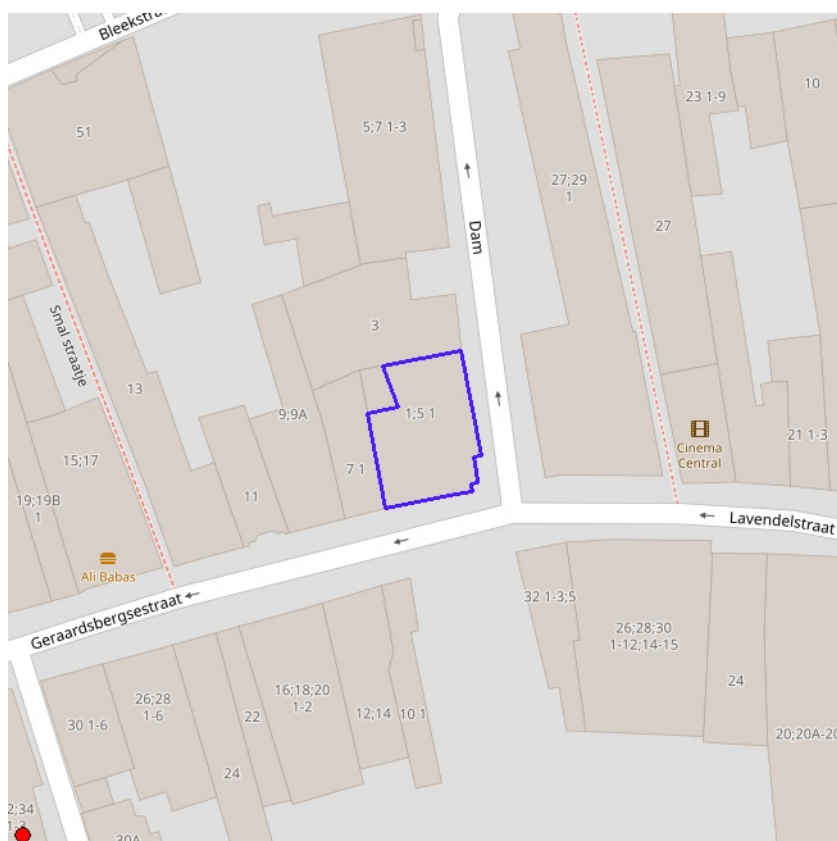 Bleekstra
51
5;7 1-3
23 1-9
10
27;29
1
27
Dam
Smal straatje
3
13
9;9A
1;5 1
7 1
Cinema
Central
21 1-3
15;17
19;19B
1
11
Ali Babas
Lavendelstraat
Geraardsbergsestraat
32 1-3;5
26;28;30
1-12;14-15
24
20;20A-20
30 1-6
26;28
1-6
22
24
16;18;20
1-2
12;14
10 1
2;34
30A